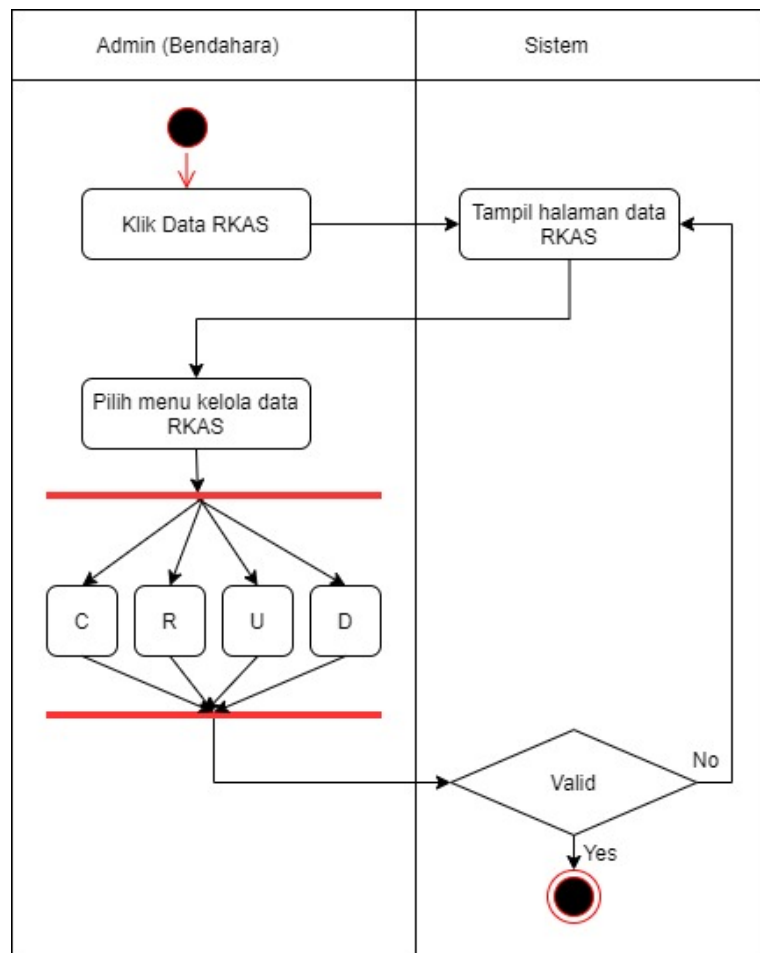 Admin (Bendahara)
Sistem
Klik Data RKAS
Tampil halaman data
RKAS
Pilih menu kelola data
RKAS
C
R
U
D
Valid
No
Yes